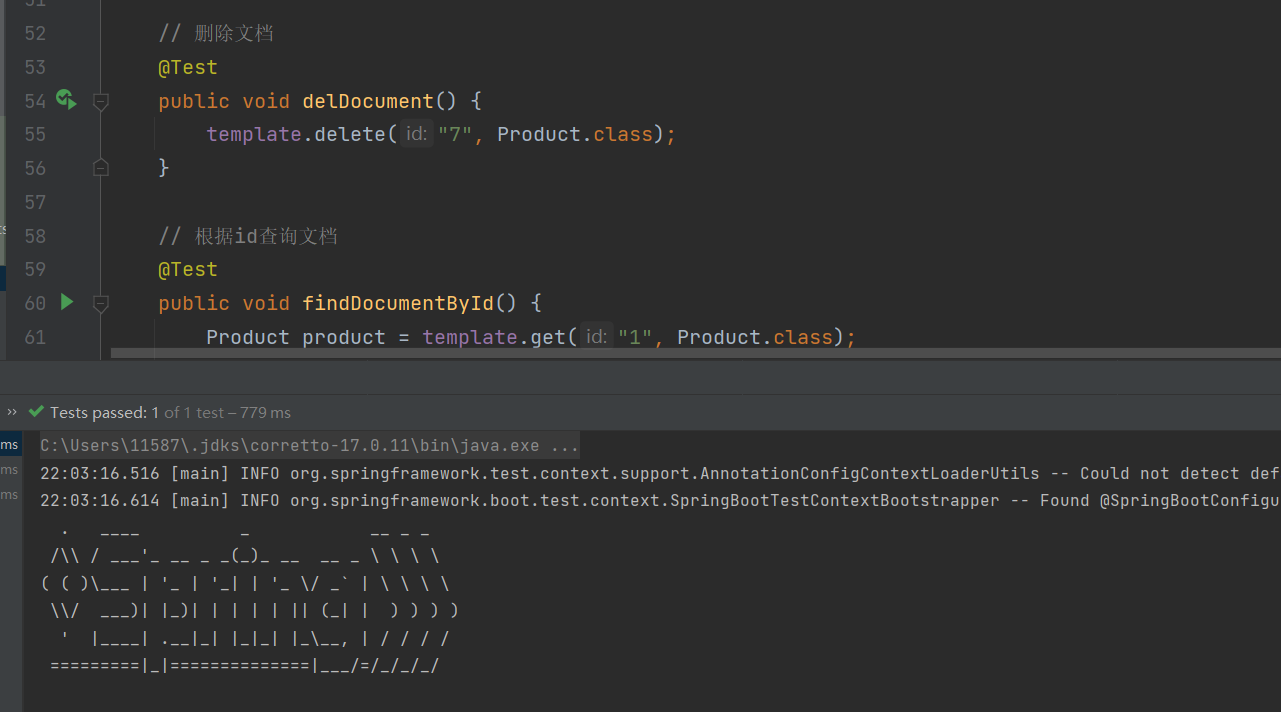 51
52 // 删除文档
53 @Test
54 public void delDocument() {
55 template.delete( id: "7", Product.class);
56 }
57
58 // 根据id查询文档
59 @Test
60 public void findDocumentById() {
61 Product product = template.get( id: "1", Product.class);
» Tests passed: 1 of 1 test – 779 ms
ms C:\Users\11587\.jdks\corretto-17.0.11\bin\java.exe ...
ms 22:03:16.516 [main] INFO org.springframework.test.context.support.AnnotationConfigContextLoaderUtils -- Could not detect def
ms 22:03:16.614 [main] INFO org.springframework.boot.test.context.SpringBootTestContextBootstrapper -- Found @SpringBootConfigu
  .   ____          _            __ _ _
 /\\ / ___'_ __ _ _(_)_ __  __ _ \ \ \ \
( ( )\___ | '_ | '_| | '_ \/ _` | \ \ \ \
 \\/  ___)| |_)| | | | | || (_| |  ) ) ) )
  '  |____| .__|_| |_|_| |_\__, | / / / /
 =========|_|==============|___/=/_/_/_/